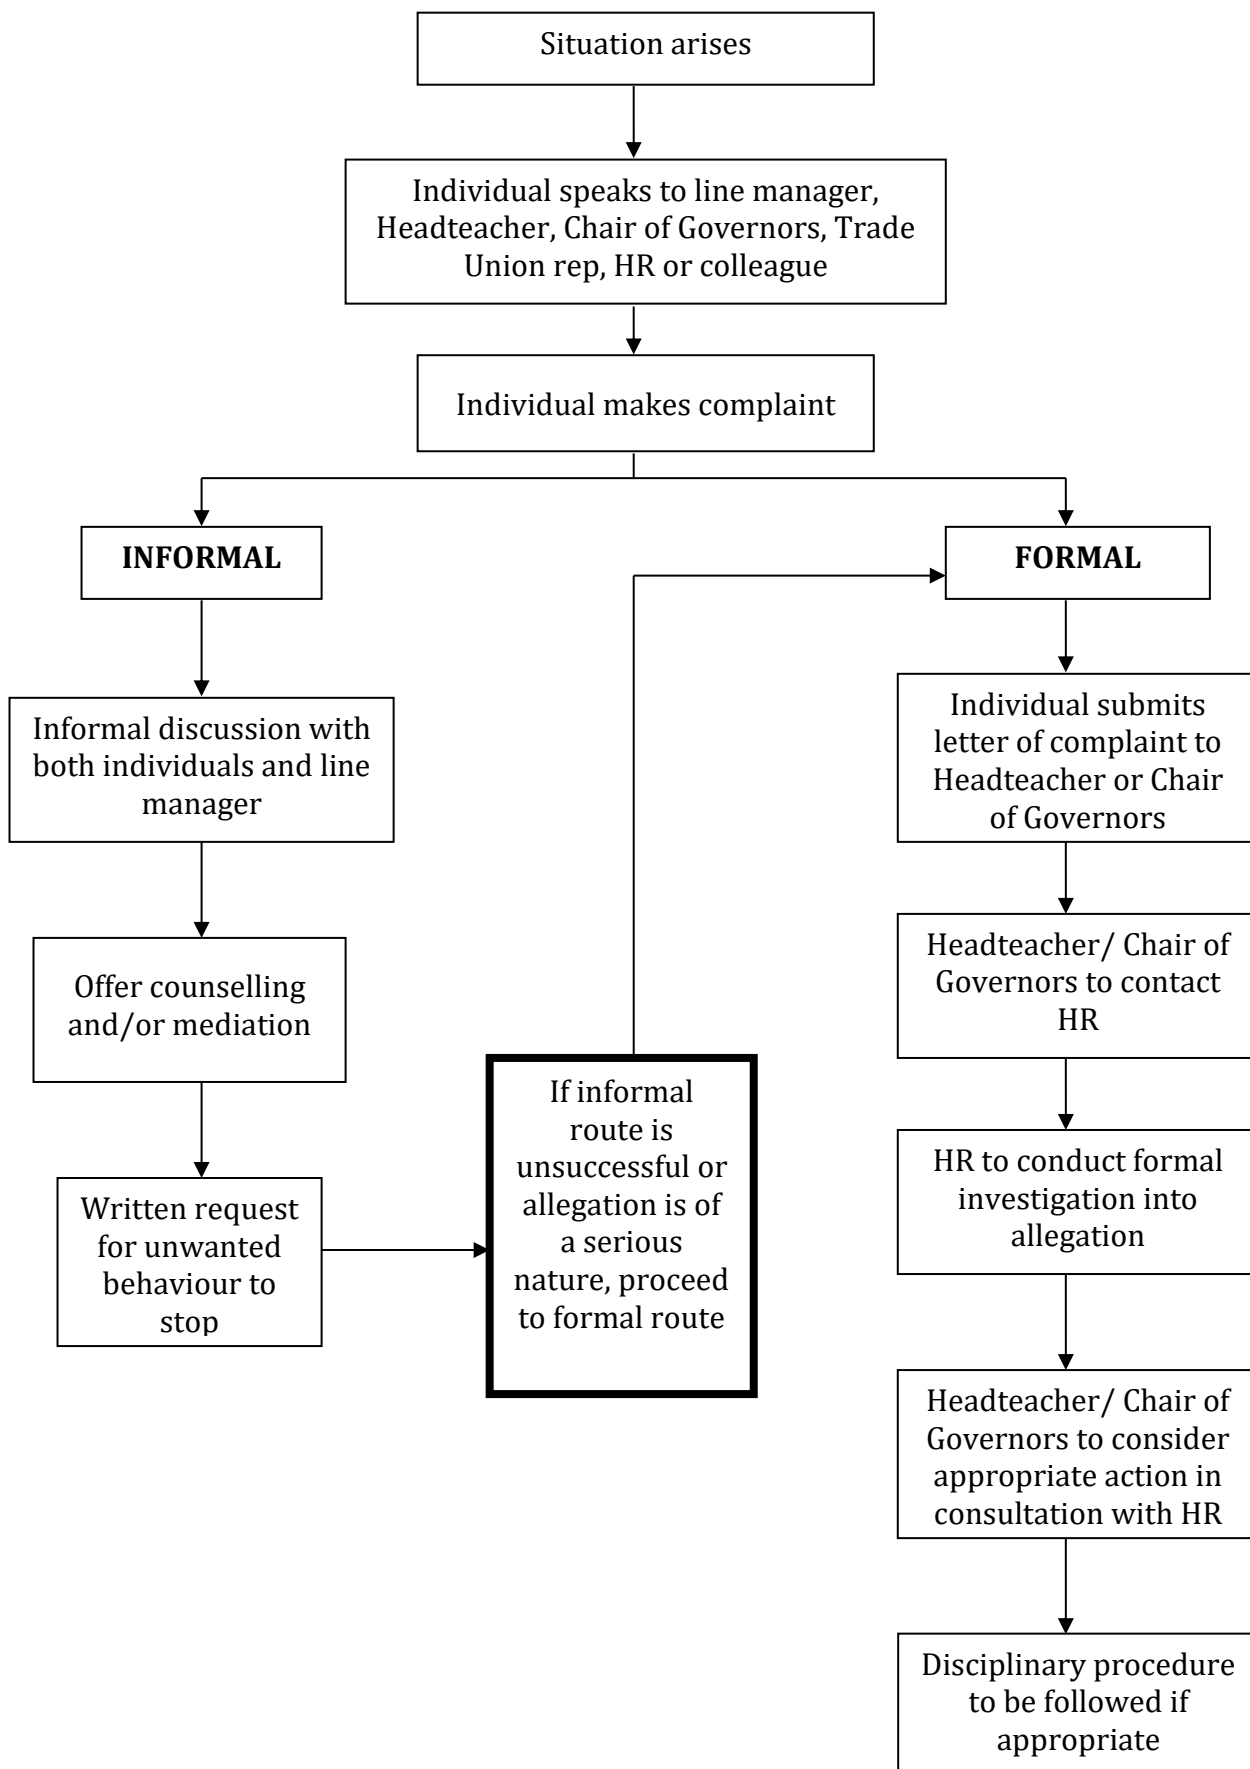 Situation arises
Individual speaks to line manager,
Headteacher, Chair of Governors, Trade
Union rep, HR or colleague
Individual makes complaint
INFORMAL
Informal discussion with
both individuals and line
manager
Offer counselling
and/or mediation
Written request
for unwanted
behaviour to
stop
If informal
route is
unsuccessful or
allegation is of
a serious
nature, proceed
to formal route
FORMAL
Individual submits
letter of complaint to
Headteacher or Chair
of Governors
Headteacher/ Chair of
Governors to contact
HR
HR to conduct formal
investigation into
allegation
Headteacher/ Chair of
Governors to consider
appropriate action in
consultation with HR
Disciplinary procedure
to be followed if
appropriate